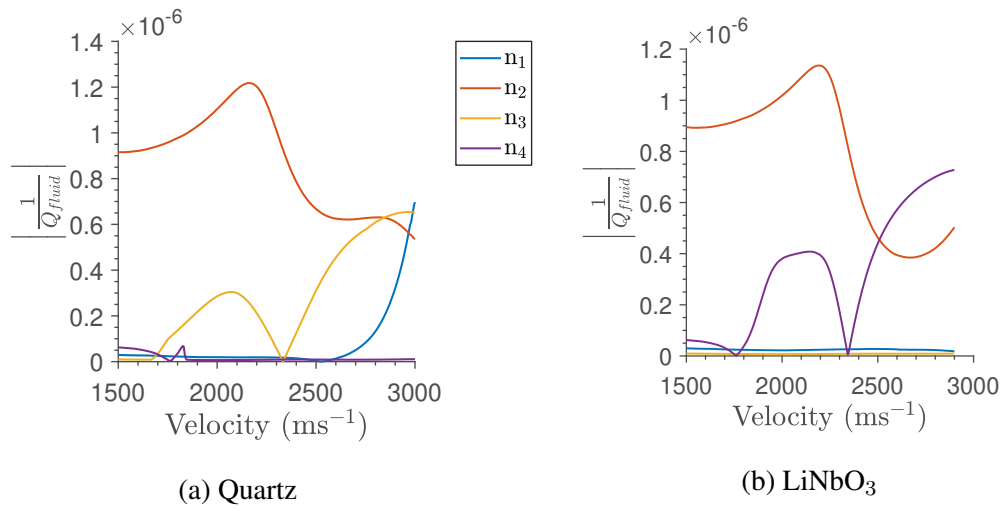 ×10⁻⁶
1.4
1.2
1
0.8
0.6
0.4
0.2
0
|1/Q_fluid|
1500 2000 2500 3000
Velocity (ms⁻¹)
(a) Quartz
n₁
n₂
n₃
n₄
×10⁻⁶
1.2
1
0.8
0.6
0.4
0.2
0
|1/Q_fluid|
1500 2000 2500 3000
Velocity (ms⁻¹)
(b) LiNbO₃